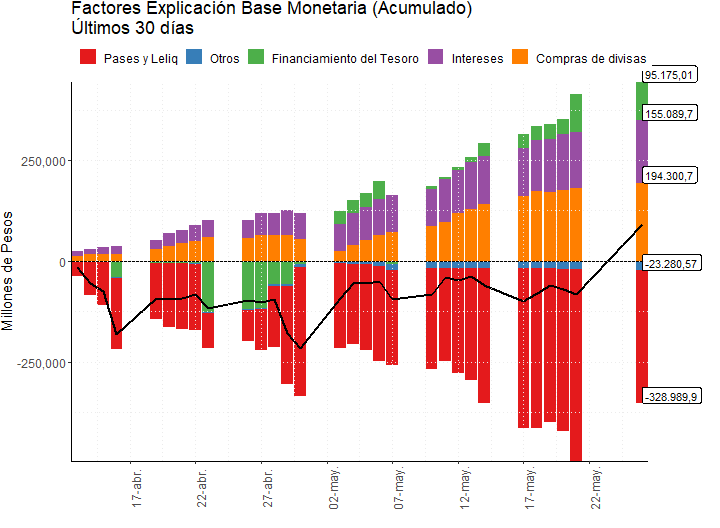 Factores Explicación Base Monetaria (Acumulado)
Últimos 30 días
Pases y Leliq Otros Financiamiento del Tesoro Intereses Compras de divisas
Millones de Pesos
250,000
0
-250,000
95.175,01
155.089,7
194.300,7
-23.280,57
-328.989,9
17-abr.
22-abr.
27-abr.
02-may.
07-may.
12-may.
17-may.
22-may.